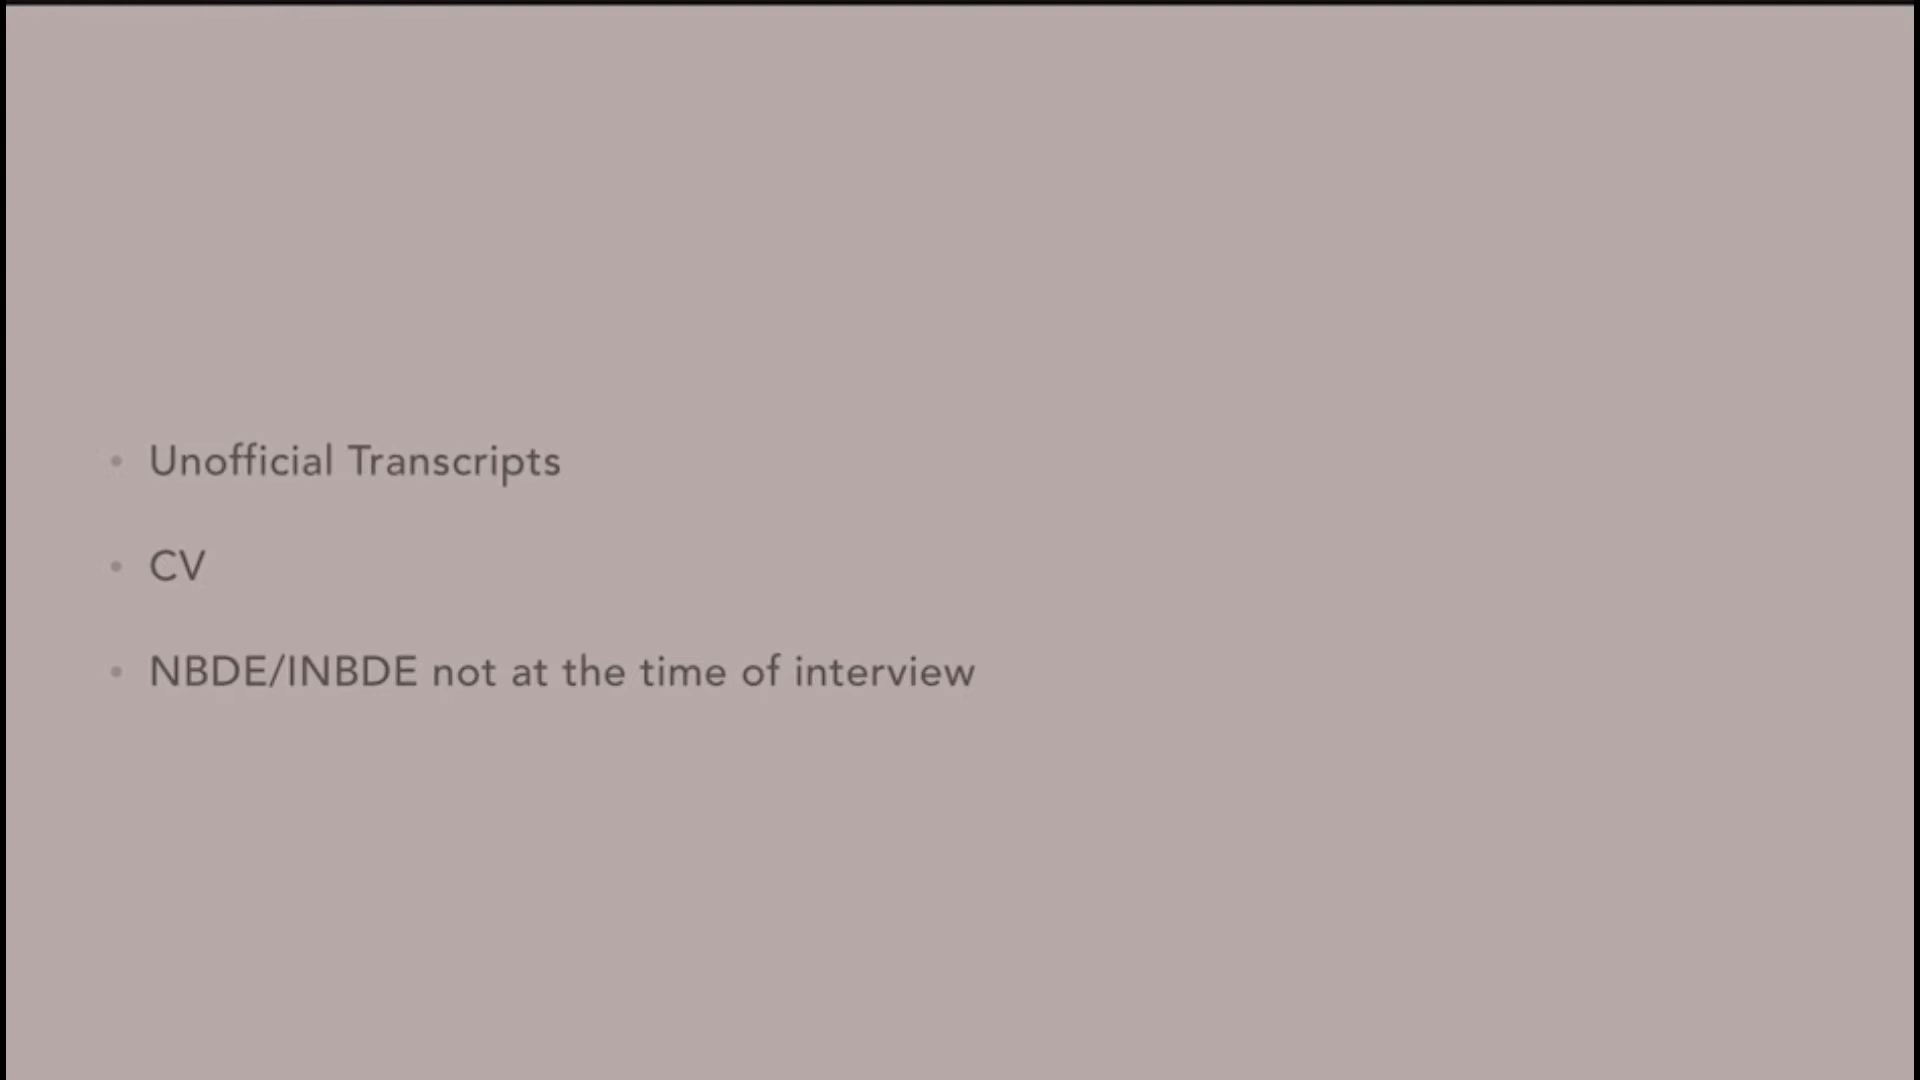 • Unofficial Transcripts
• CV
• NBDE/INBDE not at the time of interview